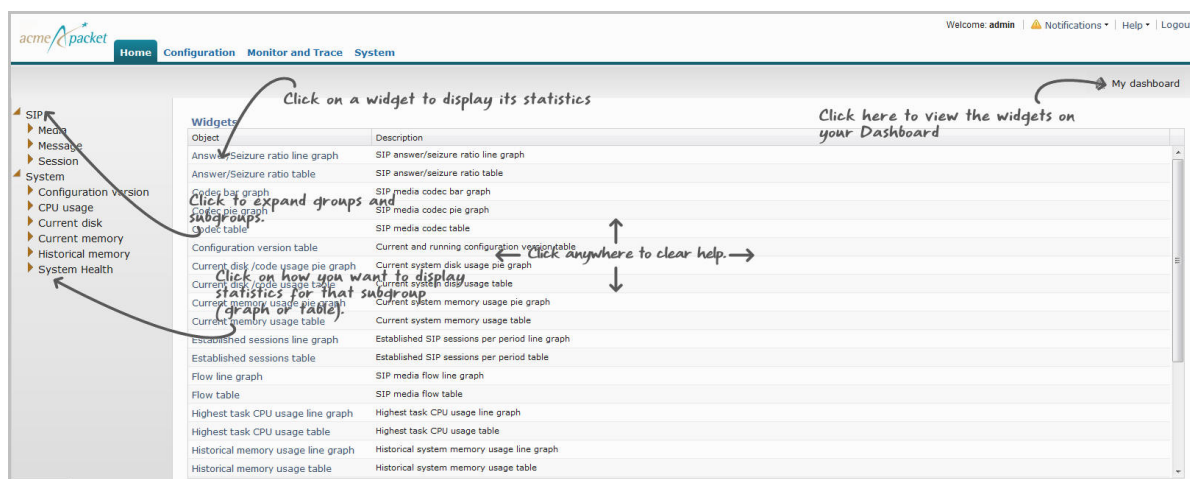 acme packet
Welcome: admin | Notifications | Help | Logou
Home Configuration Monitor and Trace System
My dashboard
Click on a widget to display its statistics
Click here to view the widgets on
your Dashboard
SIP
Media
Message
Session
System
Configuration version
CPU usage
Current disk
Current memory
Historical memory
System Health
Click to expand groups and
subgroups.
Click anywhere to clear help.
Click on how you want to display
statistics for that subgroup
(graph or table).
Widgets
Object Description
Answer/Seizure ratio line graph SIP answer/seizure ratio line graph
Answer/Seizure ratio table SIP answer/seizure ratio table
Codec bar graph SIP media codec bar graph
Codec pie graph SIP media codec pie graph
Codec table SIP media codec table
Configuration version table Current and running configuration version table
Current disk /code usage pie graph Current system disk usage pie graph
Current disk /code usage table Current system disk usage table
Current memory usage pie graph Current system memory usage pie graph
Current memory usage table Current system memory usage table
Established sessions line graph Established SIP sessions per period line graph
Established sessions table Established SIP sessions per period table
Flow line graph SIP media flow line graph
Flow table SIP media flow table
Highest task CPU usage line graph Highest task CPU usage line graph
Highest task CPU usage table Highest task CPU usage table
Historical memory usage line graph Historical system memory usage line graph
Historical memory usage table Historical system memory usage table